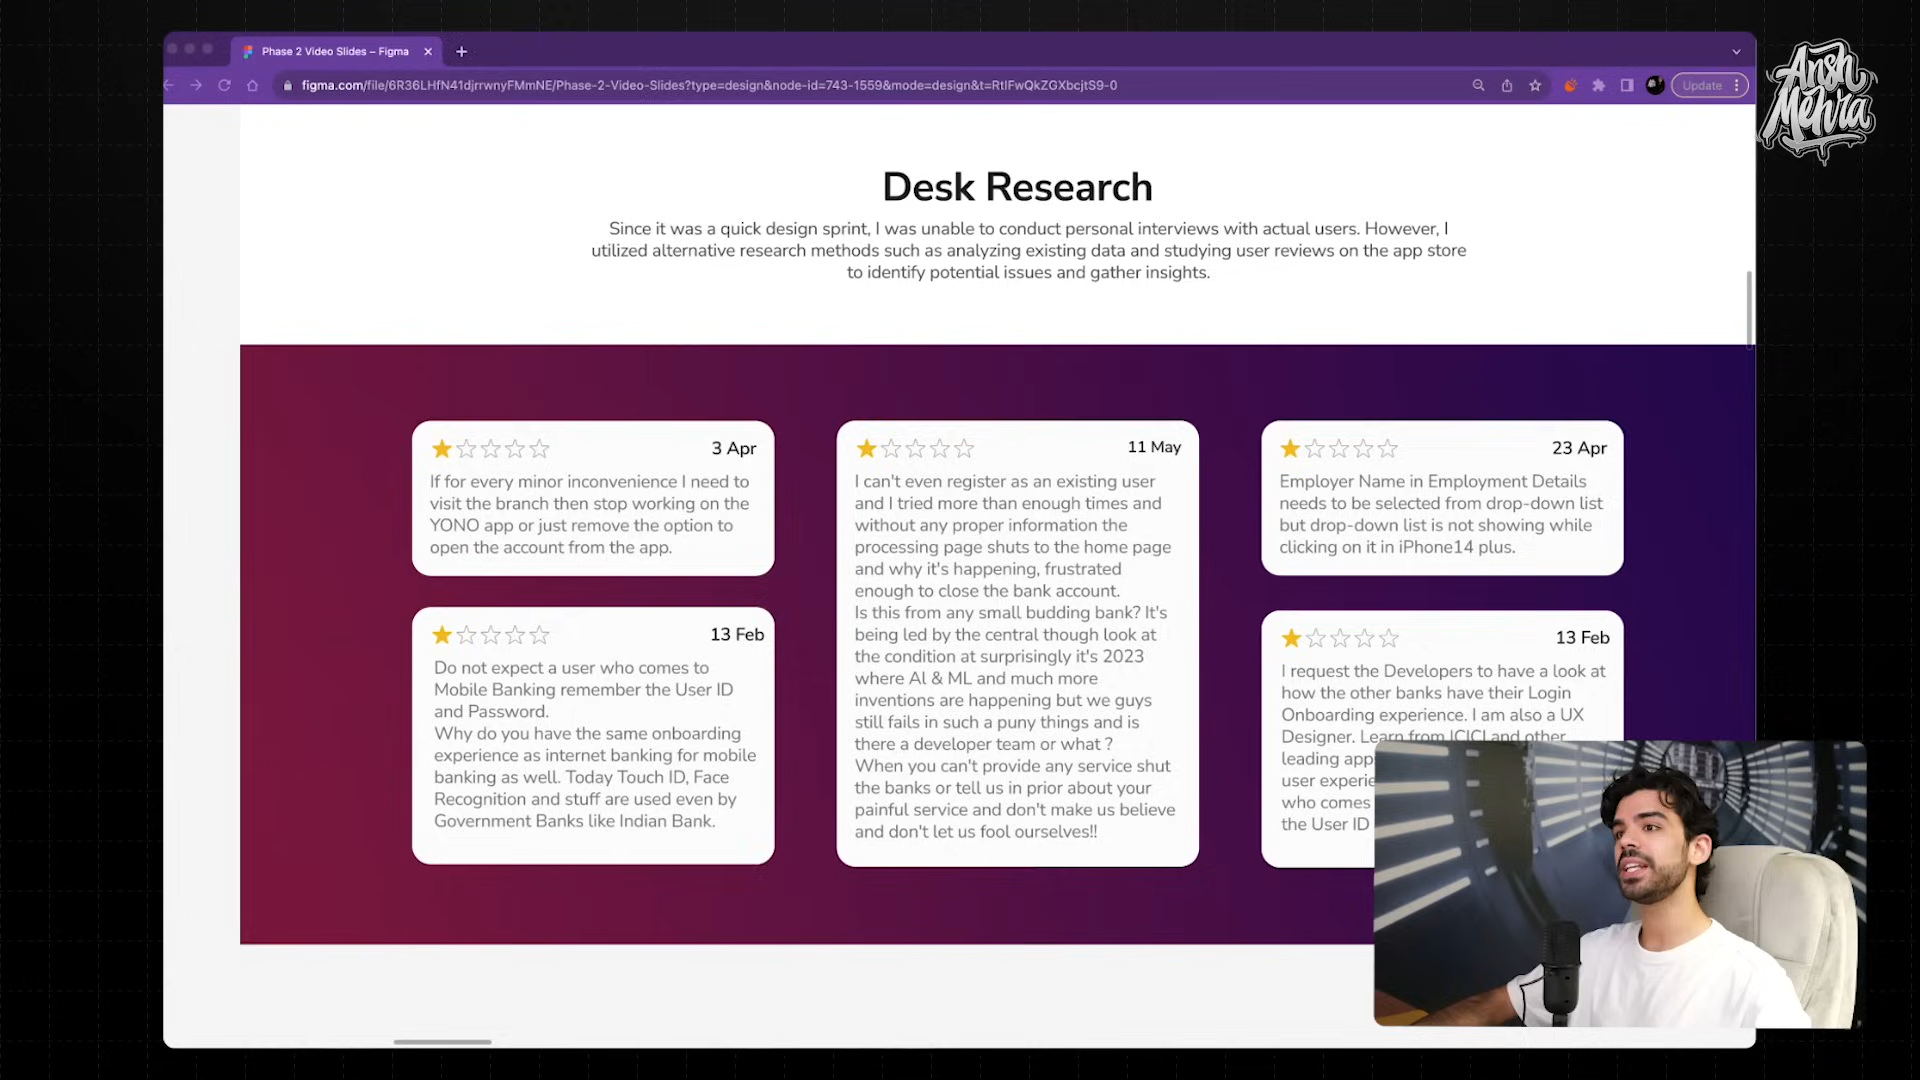 Phase 2 Video Slides – Figma
figma.com/file/6R36LHfN41djrrwnyFMmNE/Phase-2-Video-Slides?type=design&node-id=743-1559&mode=design&t=RtIFwQkZGXbcjtS9-0
Update
Ansh
Mehra
Desk Research
Since it was a quick design sprint, I was unable to conduct personal interviews with actual users. However, I
utilized alternative research methods such as analyzing existing data and studying user reviews on the app store
to identify potential issues and gather insights.
3 Apr
If for every minor inconvenience I need to
visit the branch then stop working on the
YONO app or just remove the option to
open the account from the app.
13 Feb
Do not expect a user who comes to
Mobile Banking remember the User ID
and Password.
Why do you have the same onboarding
experience as internet banking for mobile
banking as well. Today Touch ID, Face
Recognition and stuff are used even by
Government Banks like Indian Bank.
11 May
I can't even register as an existing user
and I tried more than enough times and
without any proper information the
processing page shuts to the home page
and why it's happening, frustrated
enough to close the bank account.
Is this from any small budding bank? It's
being led by the central though look at
the condition at surprisingly it's 2023
where Al & ML and much more
inventions are happening but we guys
still fails in such a puny things and is
there a developer team or what ?
When you can't provide any service shut
the banks or tell us in prior about your
painful service and don't make us believe
and don't let us fool ourselves!!
23 Apr
Employer Name in Employment Details
needs to be selected from drop-down list
but drop-down list is not showing while
clicking on it in iPhone14 plus.
13 Feb
I request the Developers to have a look at
how the other banks have their Login
Onboarding experience. I am also a UX
Designer. Learn from ICICI and other
leading app
user experie
who comes
the User ID